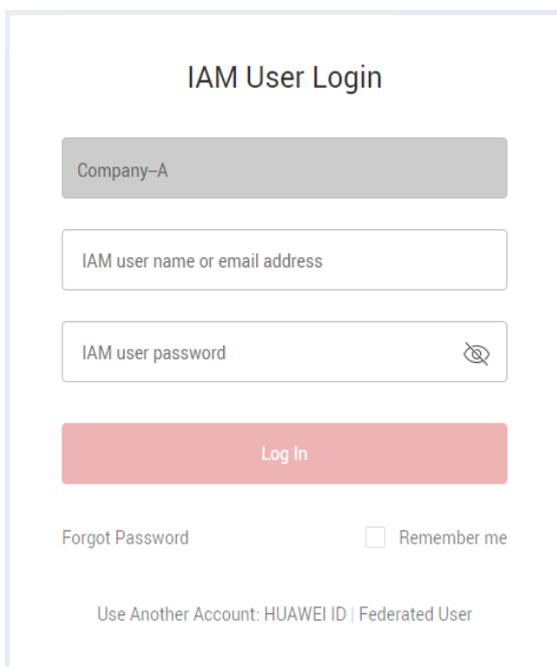 IAM User Login
Company–A
IAM user name or email address
IAM user password
Log In
Forgot Password Remember me
Use Another Account: HUAWEI ID | Federated User